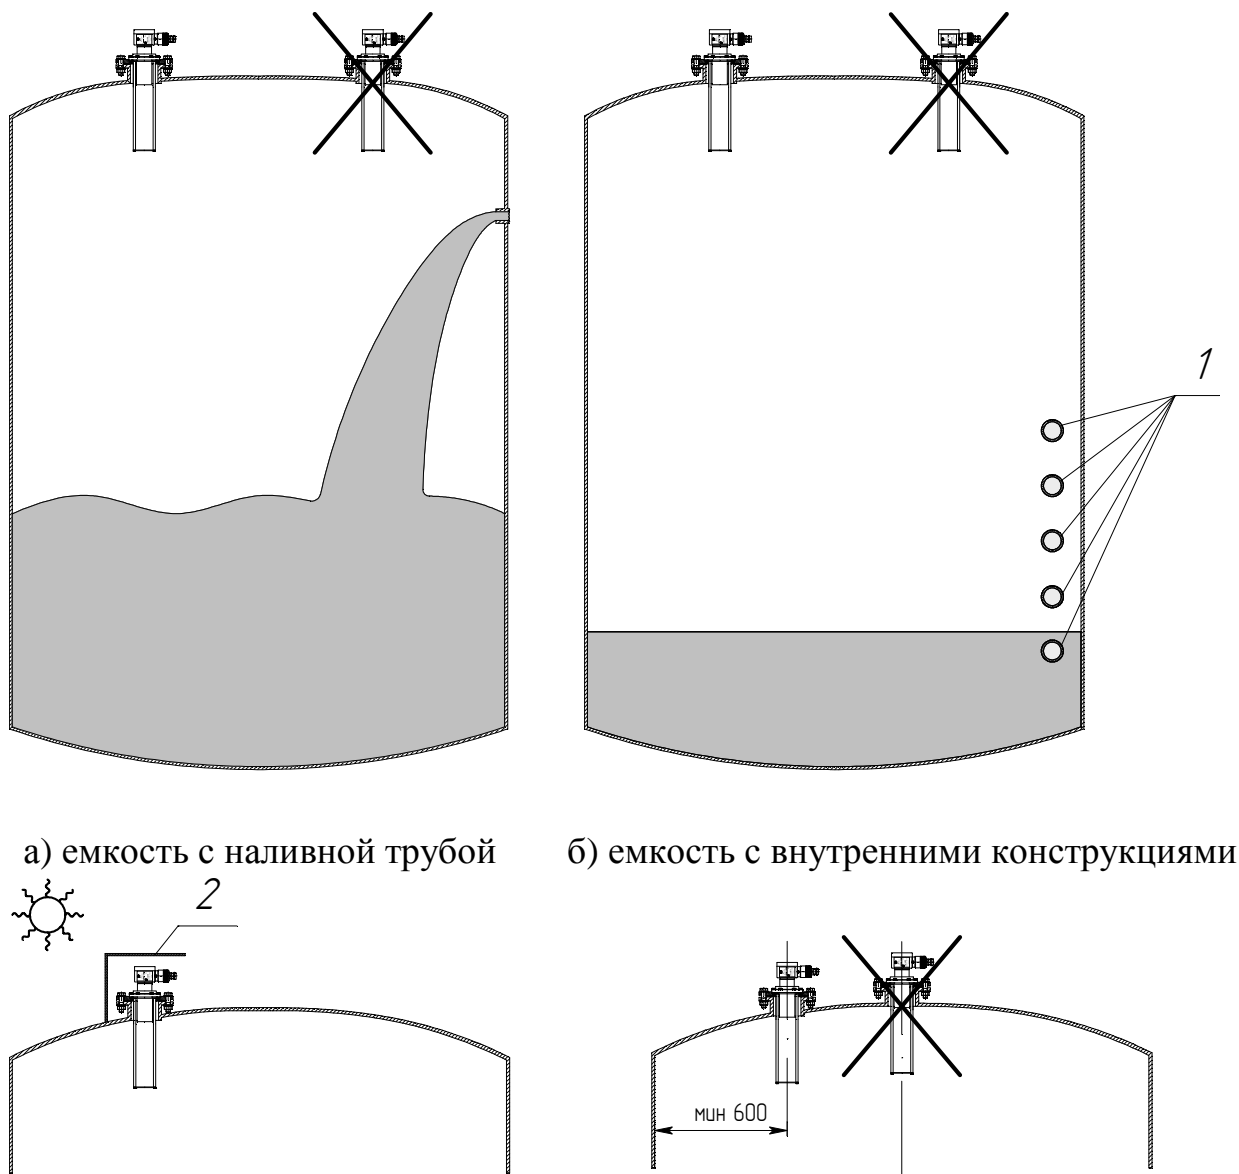 1
а) емкость с наливной трубой
б) емкость с внутренними конструкциями
2
мин 600